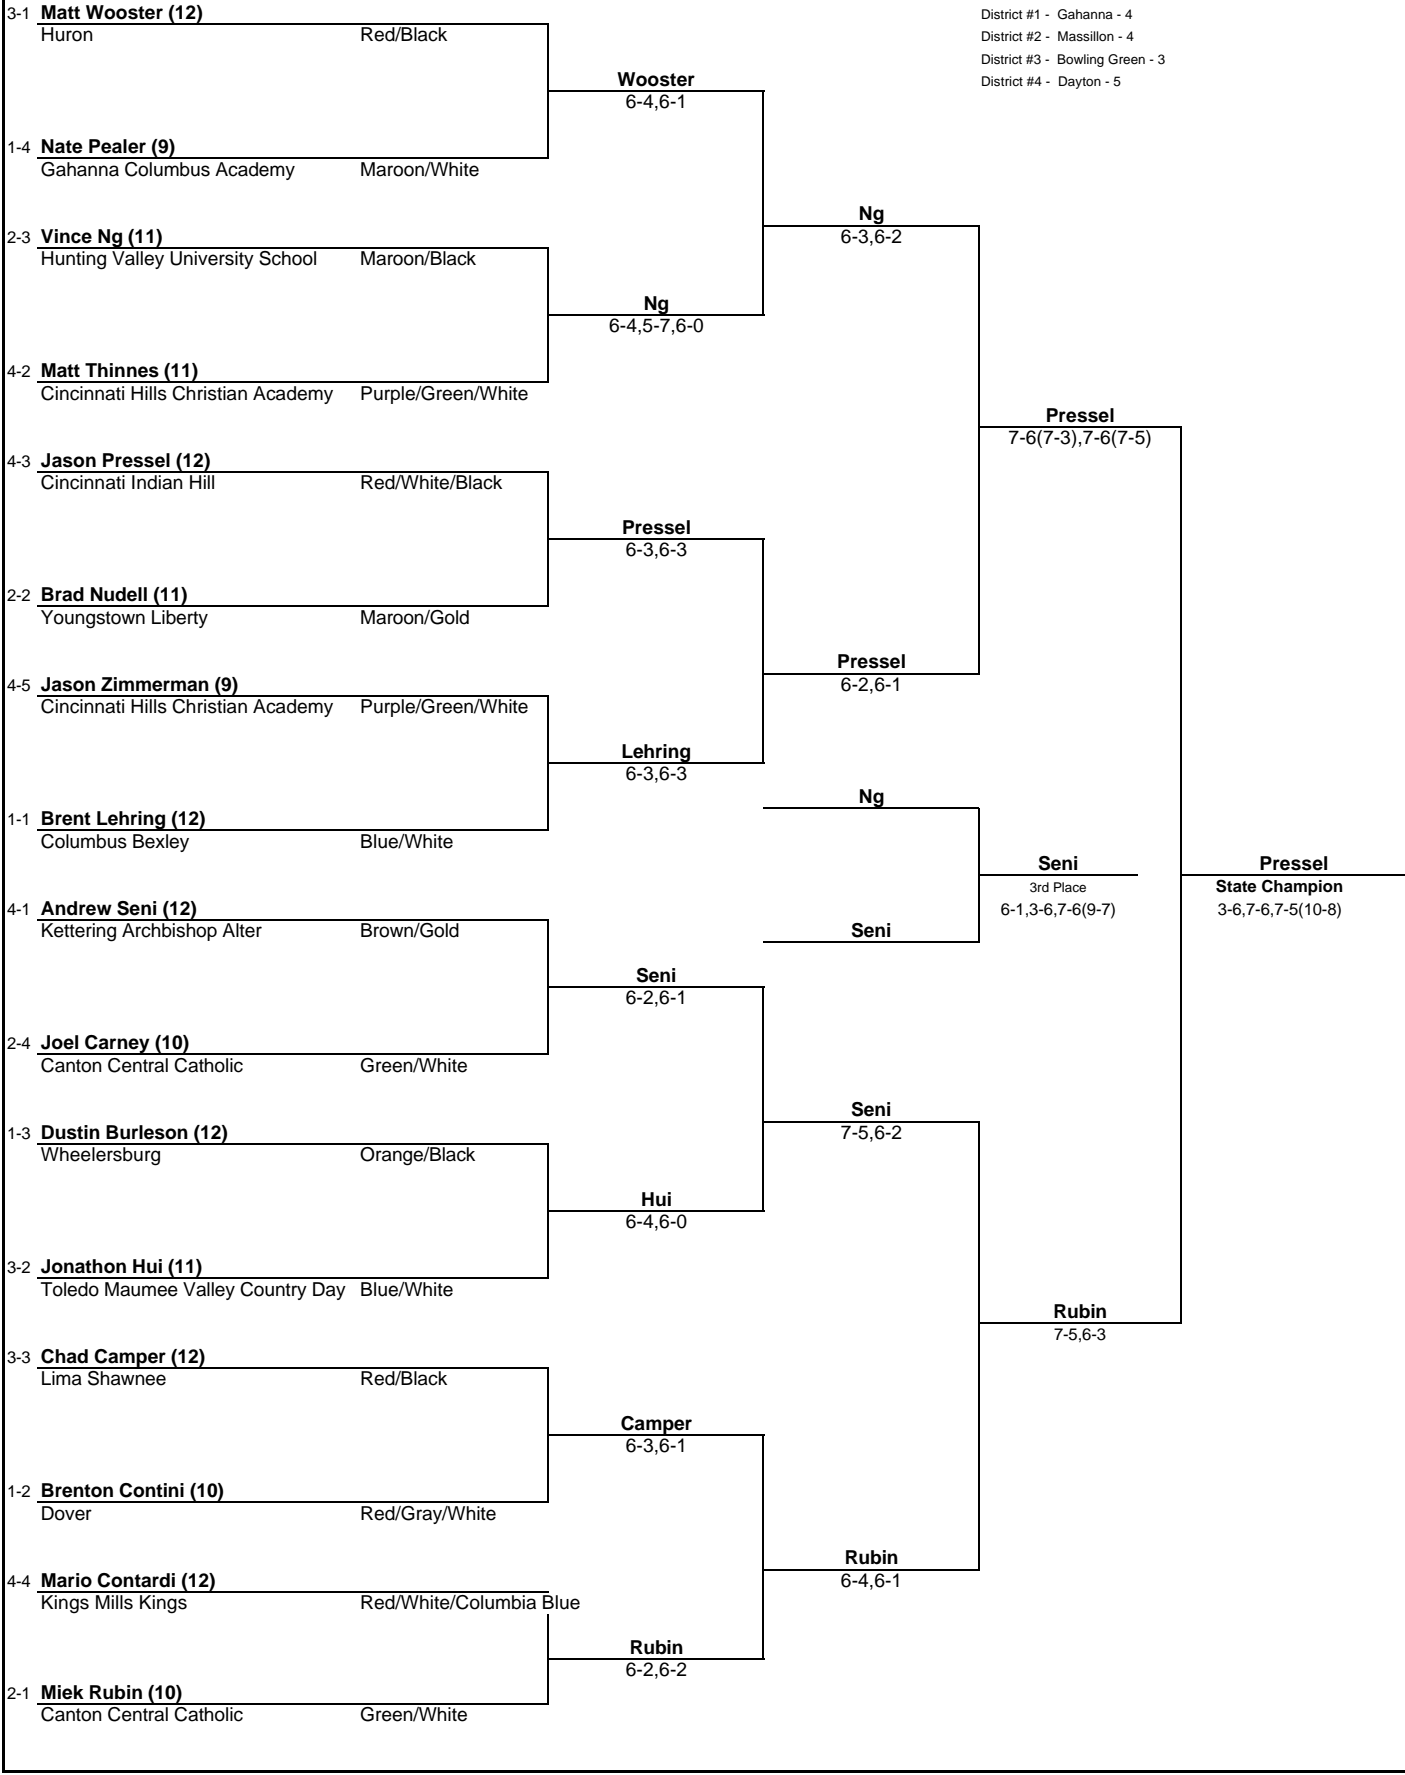 3-1 Matt Wooster (12)
Huron Red/Black
District #1 - Gahanna - 4
District #2 - Massillon - 4
District #3 - Bowling Green - 3
District #4 - Dayton - 5
Wooster
6-4,6-1
1-4 Nate Pealer (9)
Gahanna Columbus Academy Maroon/White
Ng
6-3,6-2
2-3 Vince Ng (11)
Hunting Valley University School Maroon/Black
Ng
6-4,5-7,6-0
4-2 Matt Thinnes (11)
Cincinnati Hills Christian Academy Purple/Green/White
Pressel
7-6(7-3),7-6(7-5)
4-3 Jason Pressel (12)
Cincinnati Indian Hill Red/White/Black
Pressel
6-3,6-3
2-2 Brad Nudell (11)
Youngstown Liberty Maroon/Gold
Pressel
6-2,6-1
4-5 Jason Zimmerman (9)
Cincinnati Hills Christian Academy Purple/Green/White
Lehring
6-3,6-3
Ng
1-1 Brent Lehring (12)
Columbus Bexley Blue/White
Seni
3rd Place
6-1,3-6,7-6(9-7)
Pressel
State Champion
3-6,7-6,7-5(10-8)
4-1 Andrew Seni (12)
Kettering Archbishop Alter Brown/Gold
Seni
Seni
6-2,6-1
2-4 Joel Carney (10)
Canton Central Catholic Green/White
Seni
7-5,6-2
1-3 Dustin Burleson (12)
Wheelersburg Orange/Black
Hui
6-4,6-0
3-2 Jonathon Hui (11)
Toledo Maumee Valley Country Day Blue/White
Rubin
7-5,6-3
3-3 Chad Camper (12)
Lima Shawnee Red/Black
Camper
6-3,6-1
1-2 Brenton Contini (10)
Dover Red/Gray/White
Rubin
6-4,6-1
4-4 Mario Contardi (12)
Kings Mills Kings Red/White/Columbia Blue
Rubin
6-2,6-2
2-1 Miek Rubin (10)
Canton Central Catholic Green/White